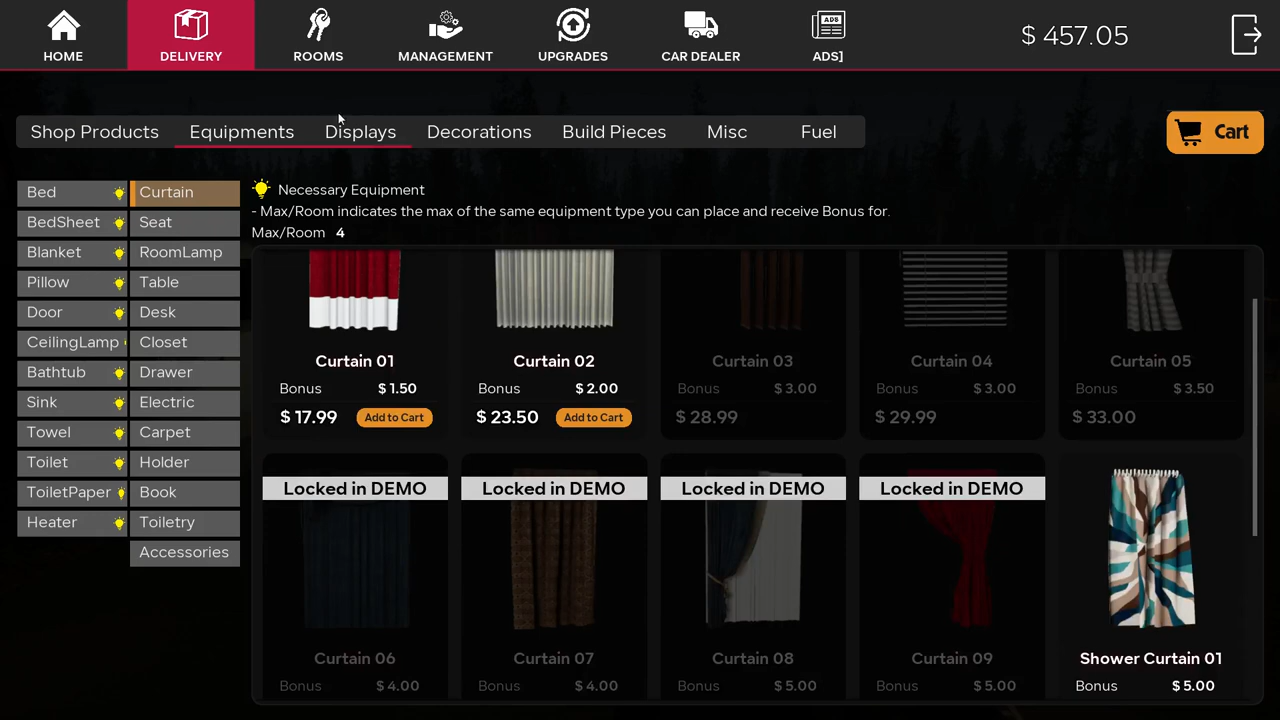 HOME
DELIVERY
ROOMS
MANAGEMENT
UPGRADES
CAR DEALER
ADS
ADS]
$ 457.05
Shop Products
Equipments
Displays
Decorations
Build Pieces
Misc
Fuel
Cart
Bed
Curtain
BedSheet
Seat
Blanket
RoomLamp
Pillow
Table
Door
Desk
CeilingLamp
Closet
Bathtub
Drawer
Sink
Electric
Towel
Carpet
Toilet
Holder
ToiletPaper
Book
Heater
Toiletry
Accessories
Necessary Equipment
- Max/Room indicates the max of the same equipment type you can place and receive Bonus for.
Max/Room 4
Curtain 01
Bonus $ 1.50
$ 17.99 Add to Cart
Curtain 02
Bonus $ 2.00
$ 23.50 Add to Cart
Curtain 03
Bonus $ 3.00
$ 28.99
Curtain 04
Bonus $ 3.00
$ 29.99
Curtain 05
Bonus $ 3.50
$ 33.00
Locked in DEMO
Curtain 06
Bonus $ 4.00
Locked in DEMO
Curtain 07
Bonus $ 4.00
Locked in DEMO
Curtain 08
Bonus $ 5.00
Locked in DEMO
Curtain 09
Bonus $ 5.00
Shower Curtain 01
Bonus $ 5.00